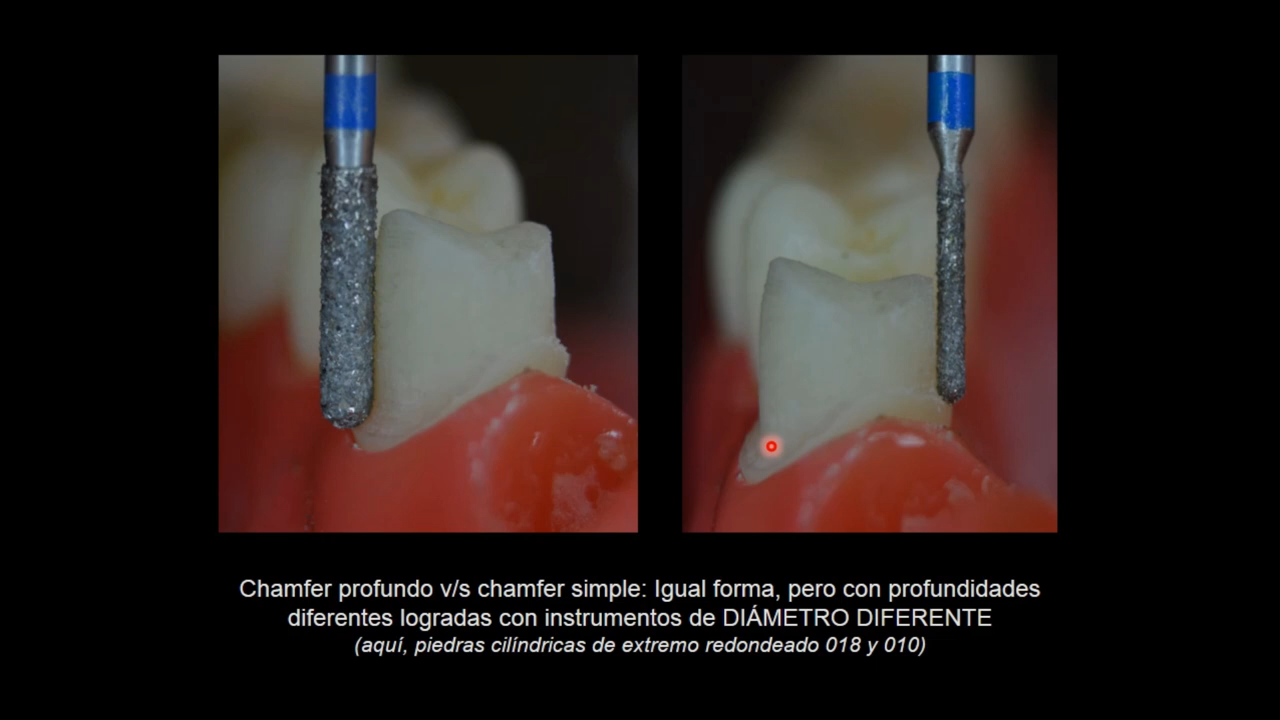 Chamfer profundo v/s chamfer simple: Igual forma, pero con profundidades
diferentes logradas con instrumentos de DIÁMETRO DIFERENTE
(aquí, piedras cilíndricas de extremo redondeado 018 y 010)